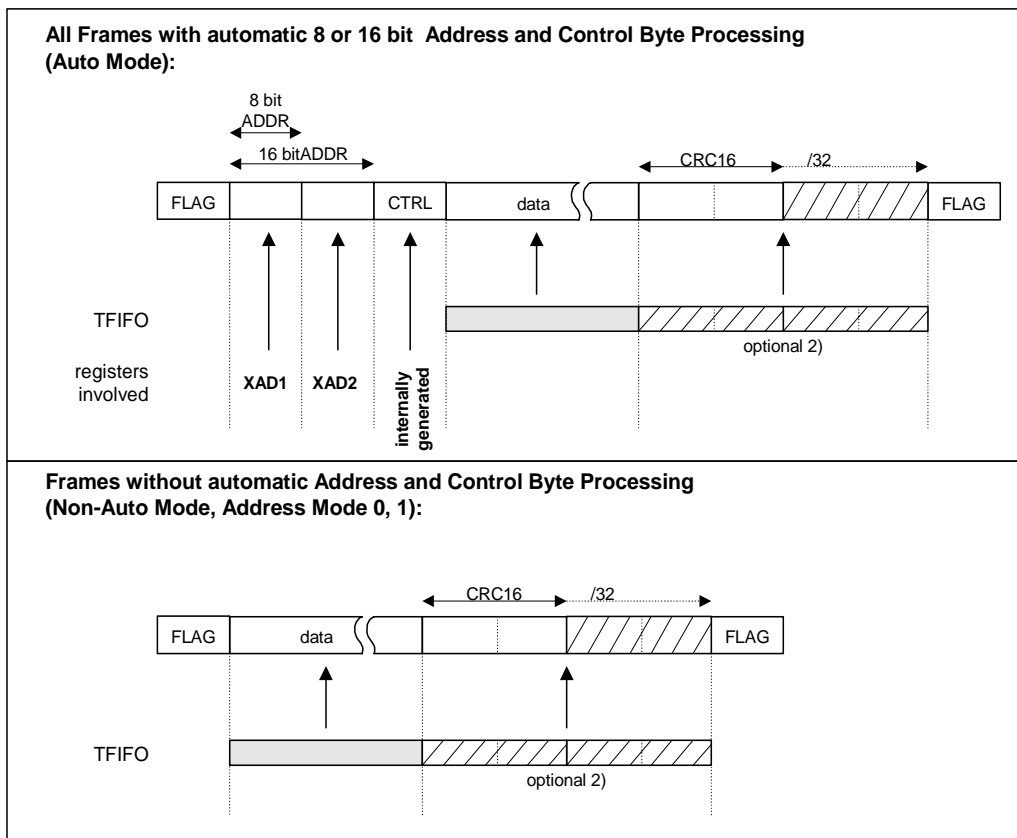 All Frames with automatic 8 or 16 bit Address and Control Byte Processing
(Auto Mode):
8 bit
ADDR
16 bitADDR
CRC16
/32
FLAG
CTRL
data
FLAG
TFIFO
optional 2)
registers
involved
XAD1
XAD2
internally
generated
Frames without automatic Address and Control Byte Processing
(Non-Auto Mode, Address Mode 0, 1):
CRC16
/32
FLAG
data
FLAG
TFIFO
optional 2)